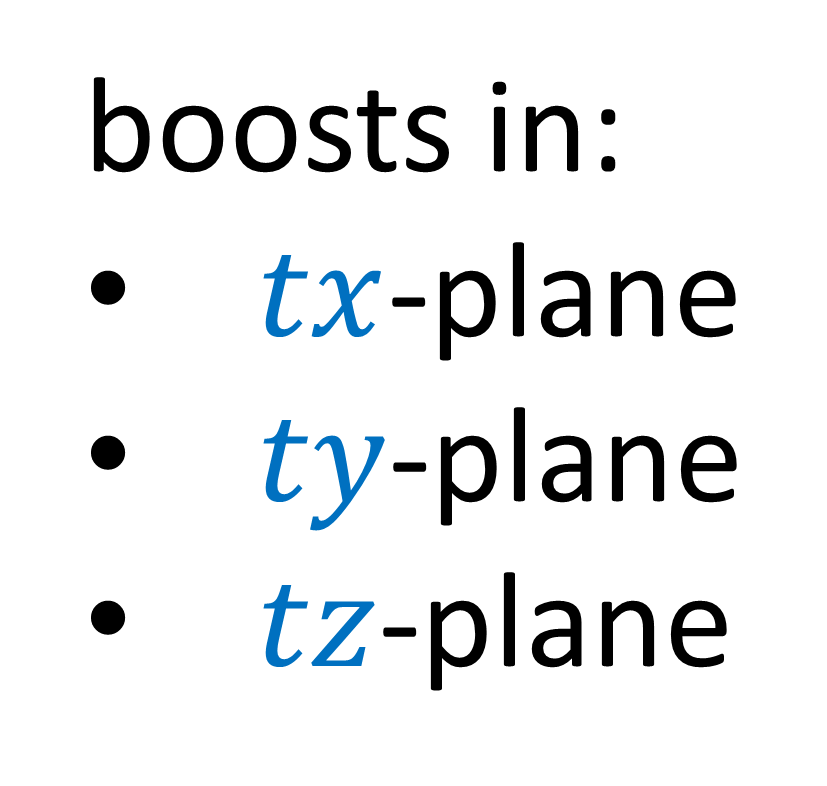 boosts in:
• tx-plane
• ty-plane
• tz-plane